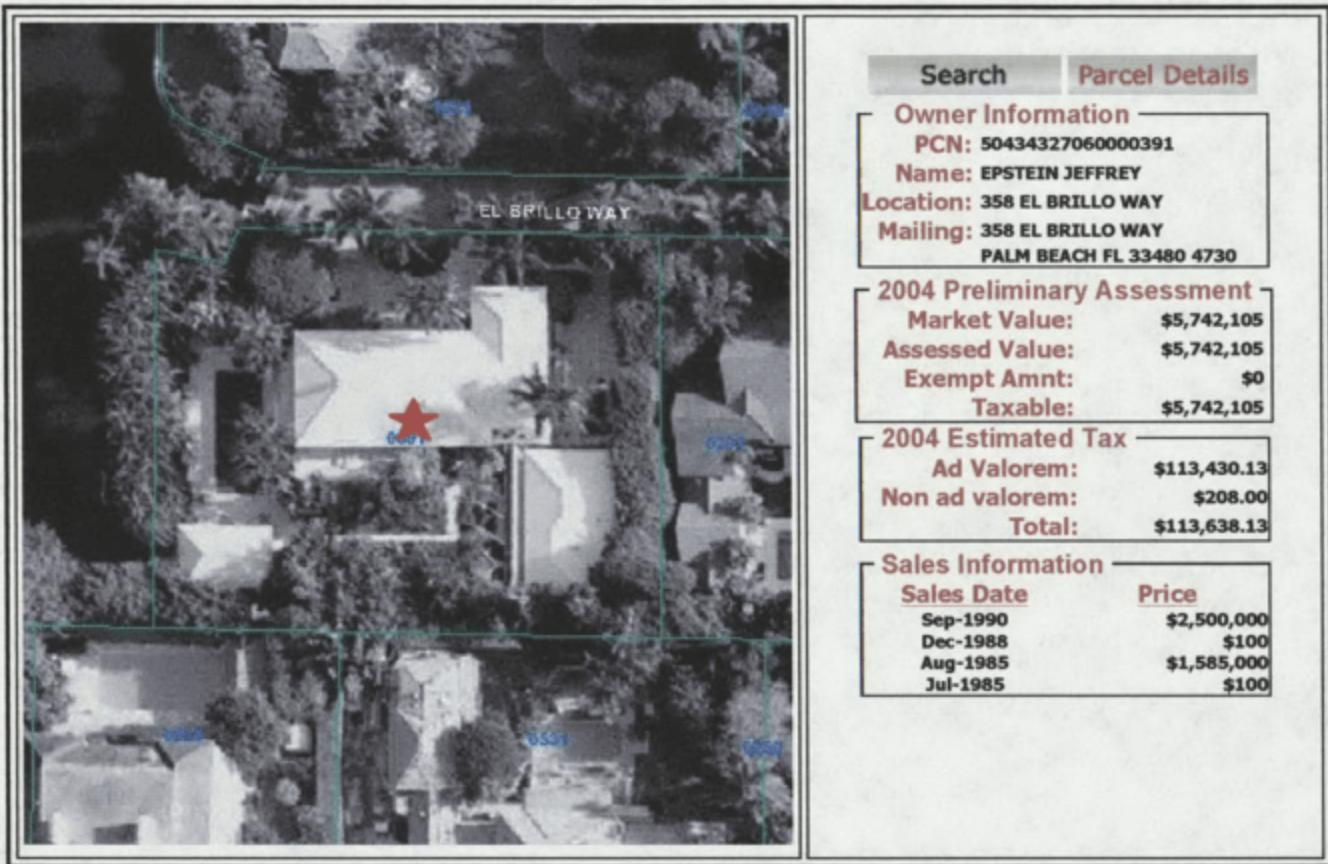 EL BRILLO WAY
Search Parcel Details
Owner Information
PCN: 50434327060000391
Name: EPSTEIN JEFFREY
Location: 358 EL BRILLO WAY
Mailing: 358 EL BRILLO WAY
PALM BEACH FL 33480 4730
2004 Preliminary Assessment
Market Value: $5,742,105
Assessed Value: $5,742,105
Exempt Amnt: $0
Taxable: $5,742,105
2004 Estimated Tax
Ad Valorem: $113,430.13
Non ad valorem: $208.00
Total: $113,638.13
Sales Information
Sales Date Price
Sep-1990 $2,500,000
Dec-1988 $100
Aug-1985 $1,585,000
Jul-1985 $100